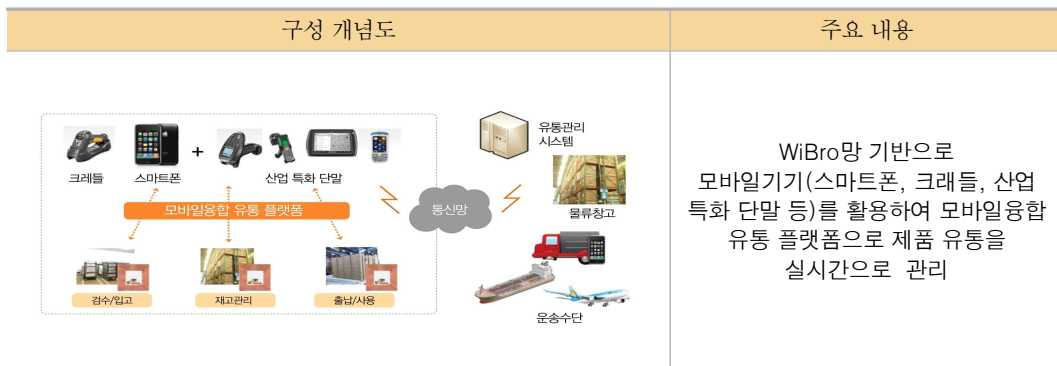 구성 개념도
주요 내용
크레들
스마트폰
+
산업 특화 단말
모바일융합 유통 플랫폼
검수/입고
재고관리
출납/사용
통신망
유통관리
시스템
물류창고
운송수단
WiBro망 기반으로
모바일기기(스마트폰, 크래들, 산업
특화 단말 등)를 활용하여 모바일융합
유통 플랫폼으로 제품 유통을
실시간으로 관리